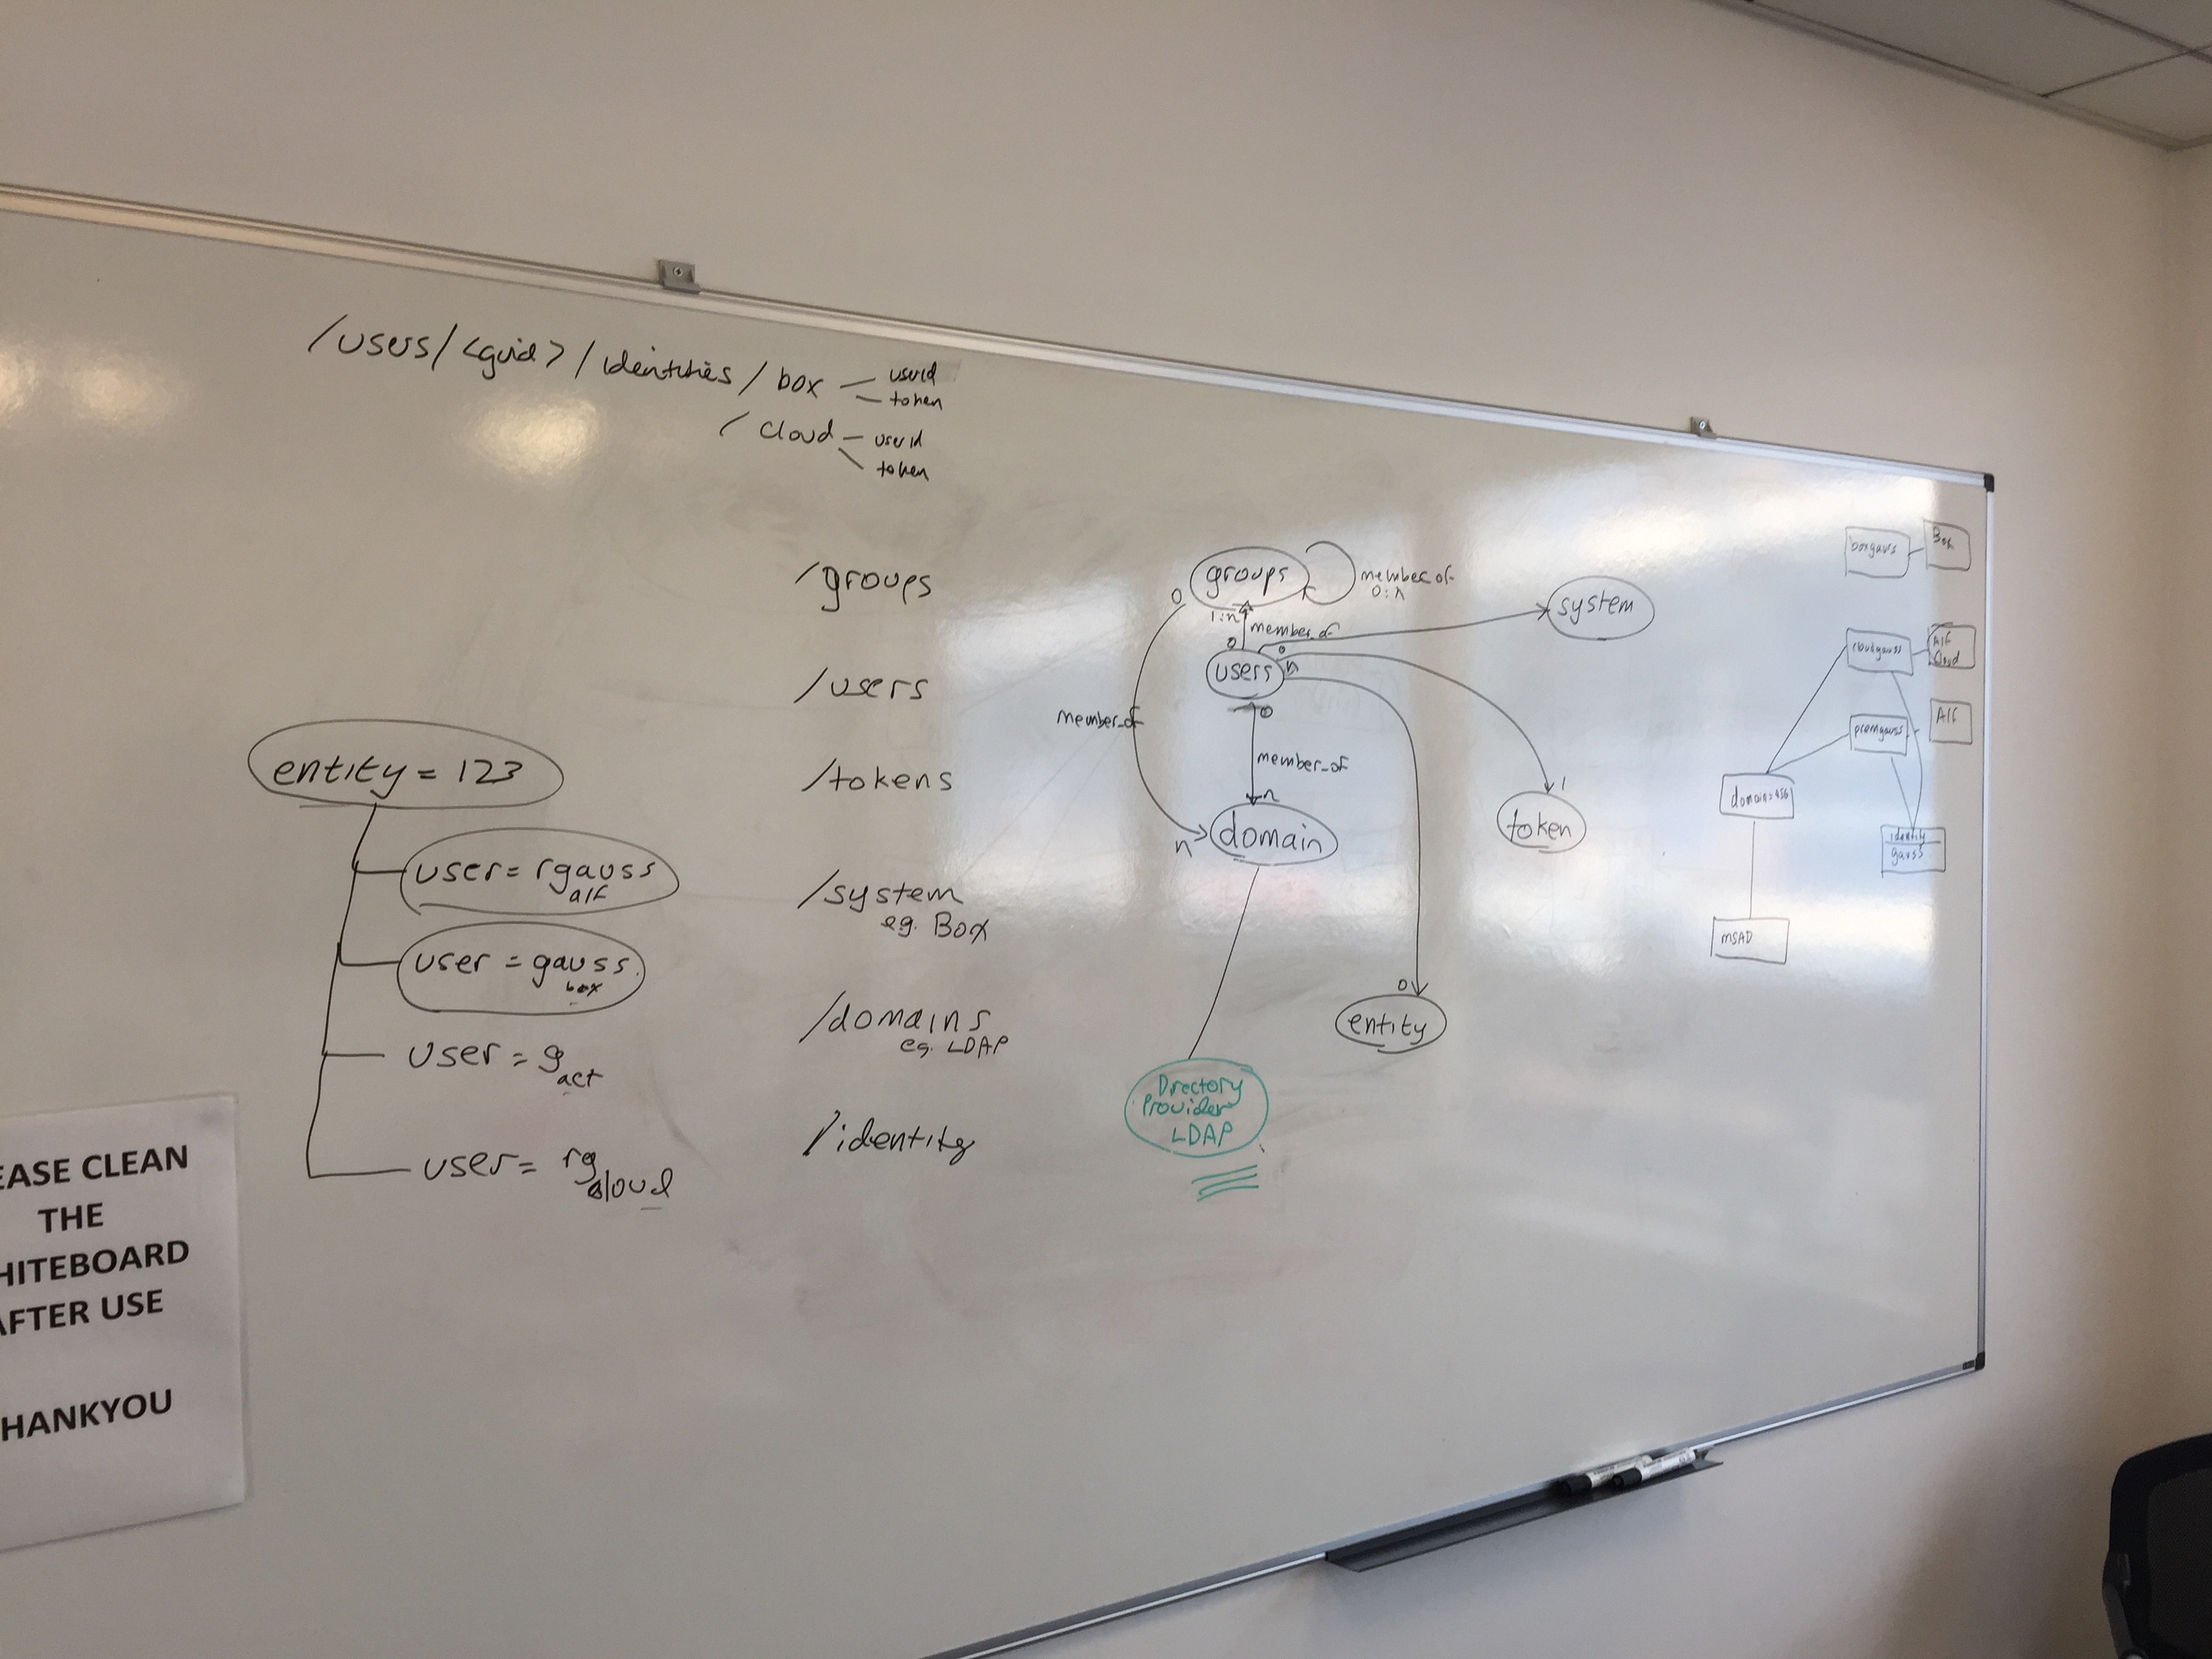 /users/<guid>/identities/box — userid
— token
/cloud — userid
token
/groups
/users
/tokens
/system
eg. Box
/domains
eg. LDAP
/identity
entity = 123
user = rgauss
alf
user = gauss
box
user = g
act
user = rg
cloud
groups
member_of
0:n
0
1:n
member_of
0
0
users
n
system
member_of
0
member_of
n
n
domain
1
token
0
entity
Directory
Provider
LDAP
boxgauss
Box
cloudgauss
Alf
Cloud
premgauss
Alf
domain=456
identity
gauss
MSAD
EASE CLEAN
THE
HITEBOARD
AFTER USE
HANKYOU